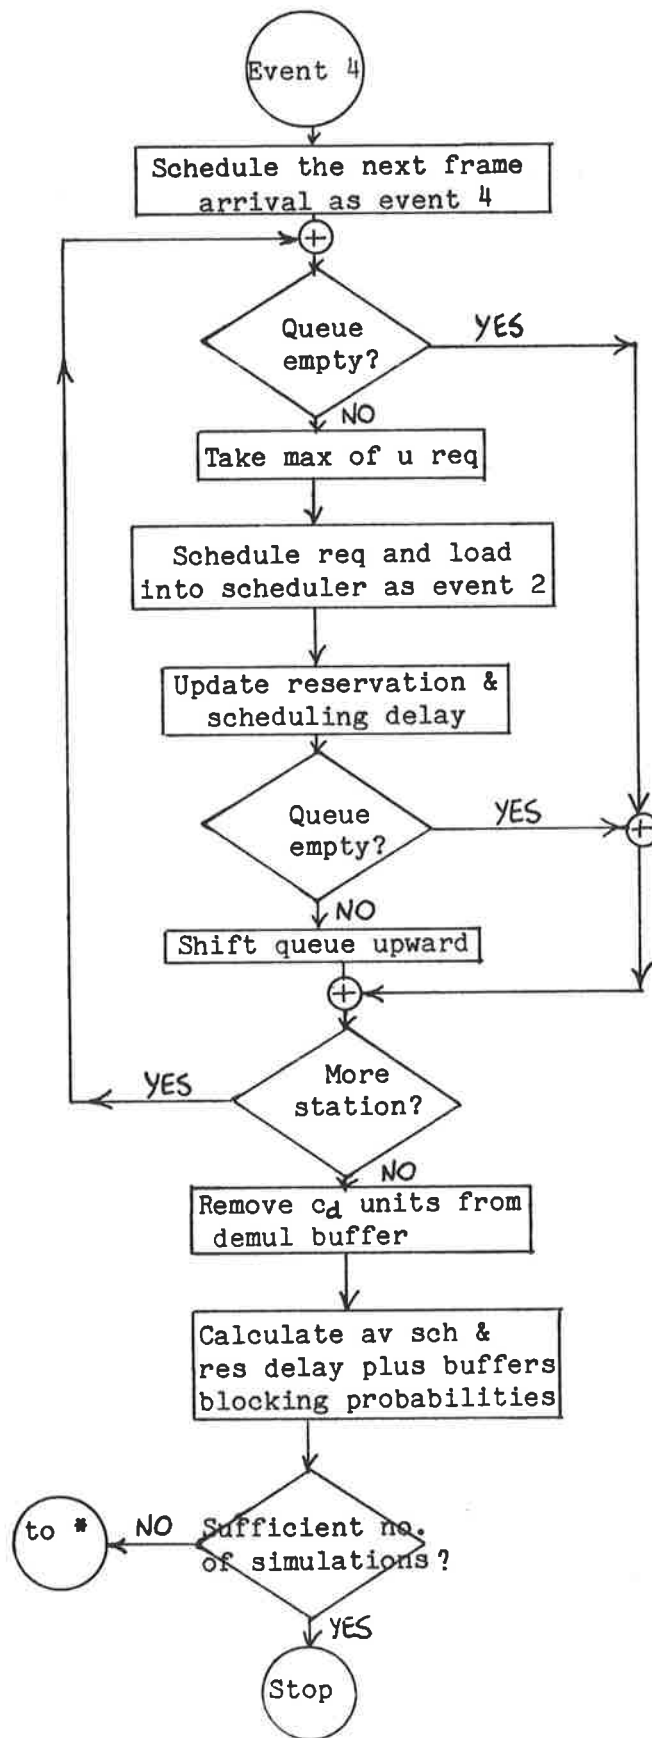 Event 4
Schedule the next frame
arrival as event 4
+
Queue
empty?
YES
NO
Take max of u req
Schedule req and load
into scheduler as event 2
Update reservation &
scheduling delay
Queue
empty?
YES
+
NO
Shift queue upward
+
More
station?
YES
NO
Remove cd units from
demul buffer
Calculate av sch &
res delay plus buffers
blocking probabilities
Sufficient no.
of simulations?
NO
to *
YES
Stop